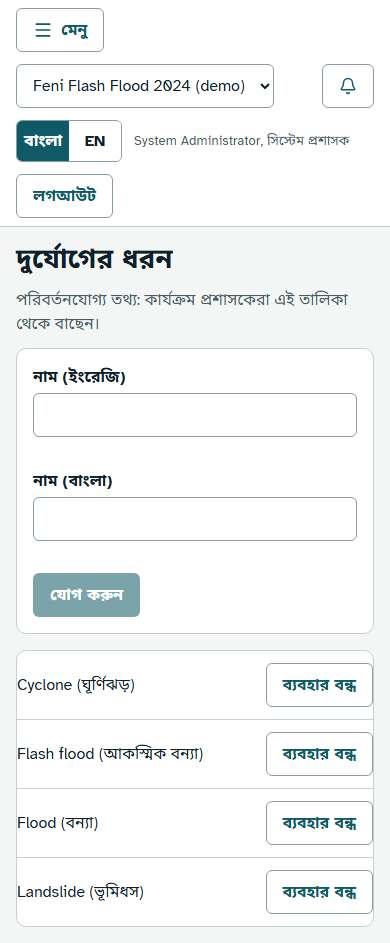 মেনু
Feni Flash Flood 2024 (demo)
বাংলা EN System Administrator, সিস্টেম প্রশাসক
লগআউট
দুর্যোগের ধরন
পরিবর্তনযোগ্য তথ্য: কার্যক্রম প্রশাসকেরা এই তালিকা
থেকে বাছেন।
নাম (ইংরেজি)
নাম (বাংলা)
যোগ করুন
Cyclone (ঘূর্ণিঝড়) ব্যবহার বন্ধ
Flash flood (আকস্মিক বন্যা) ব্যবহার বন্ধ
Flood (বন্যা) ব্যবহার বন্ধ
Landslide (ভূমিধস) ব্যবহার বন্ধ